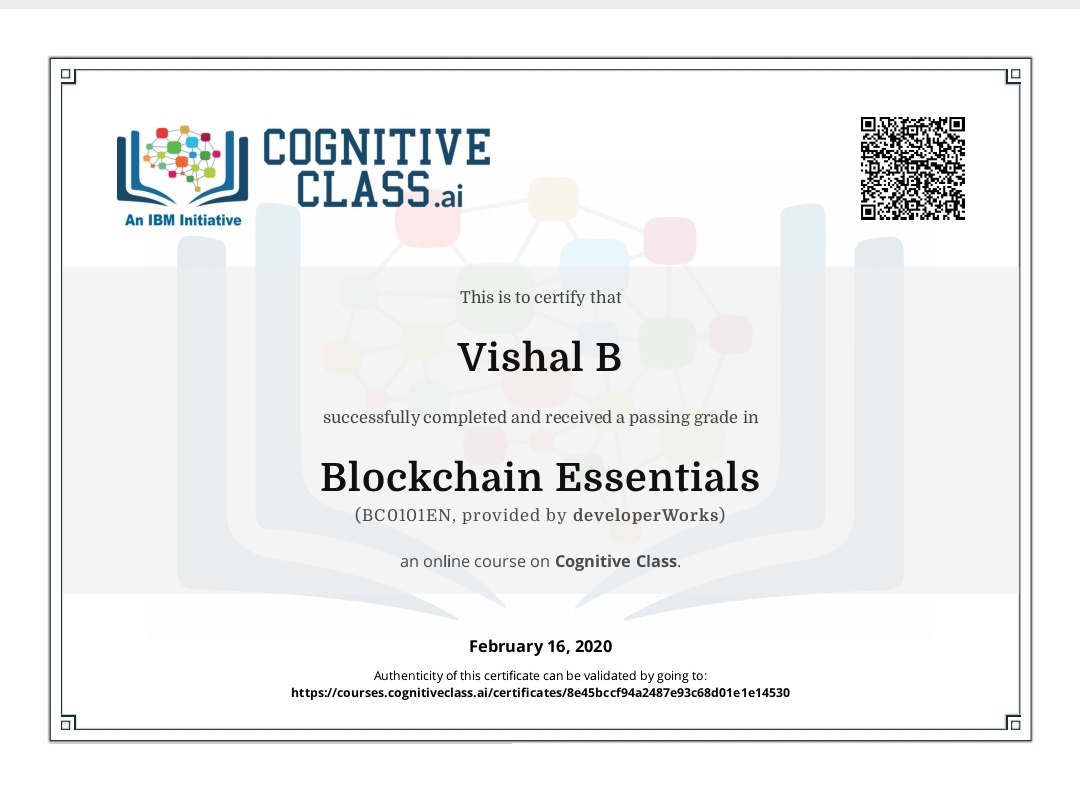 COGNITIVE
CLASS.ai
An IBM Initiative
This is to certify that
Vishal B
successfully completed and received a passing grade in
Blockchain Essentials
(BC0101EN, provided by developerWorks)
an online course on Cognitive Class.
February 16, 2020
Authenticity of this certificate can be validated by going to:
https://courses.cognitiveclass.ai/certificates/8e45bccf94a2487e93c68d01e1e14530